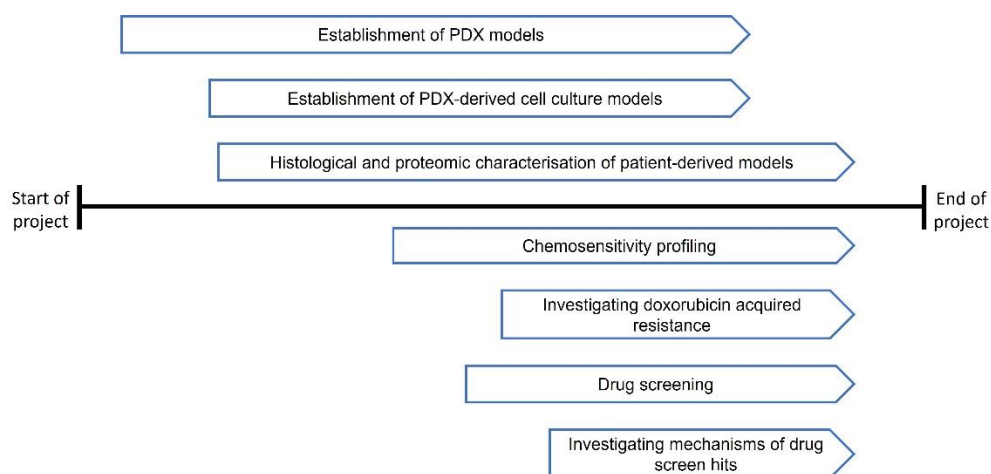 Establishment of PDX models
Establishment of PDX-derived cell culture models
Histological and proteomic characterisation of patient-derived models
Start of
project
End of
project
Chemosensitivity profiling
Investigating doxorubicin acquired
resistance
Drug screening
Investigating mechanisms of drug
screen hits